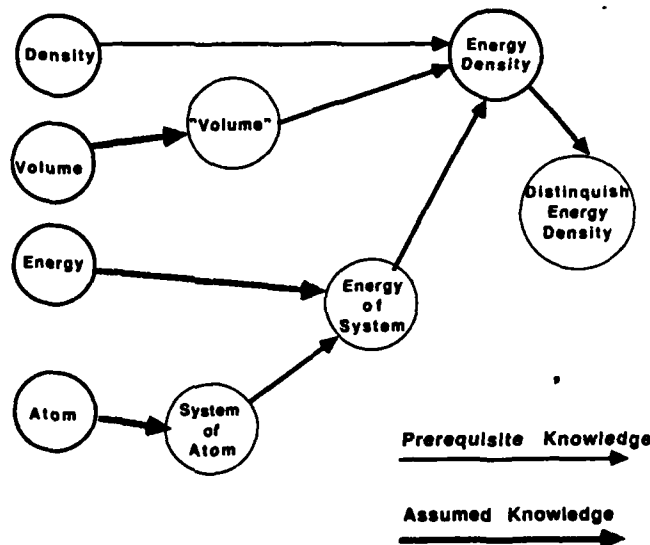 Density
Energy
Density
"Volume"
Volume
Distinquish
Energy
Density
Energy
Energy
of
System
Atom
System
of
Atom
Prerequisite Knowledge
Assumed Knowledge